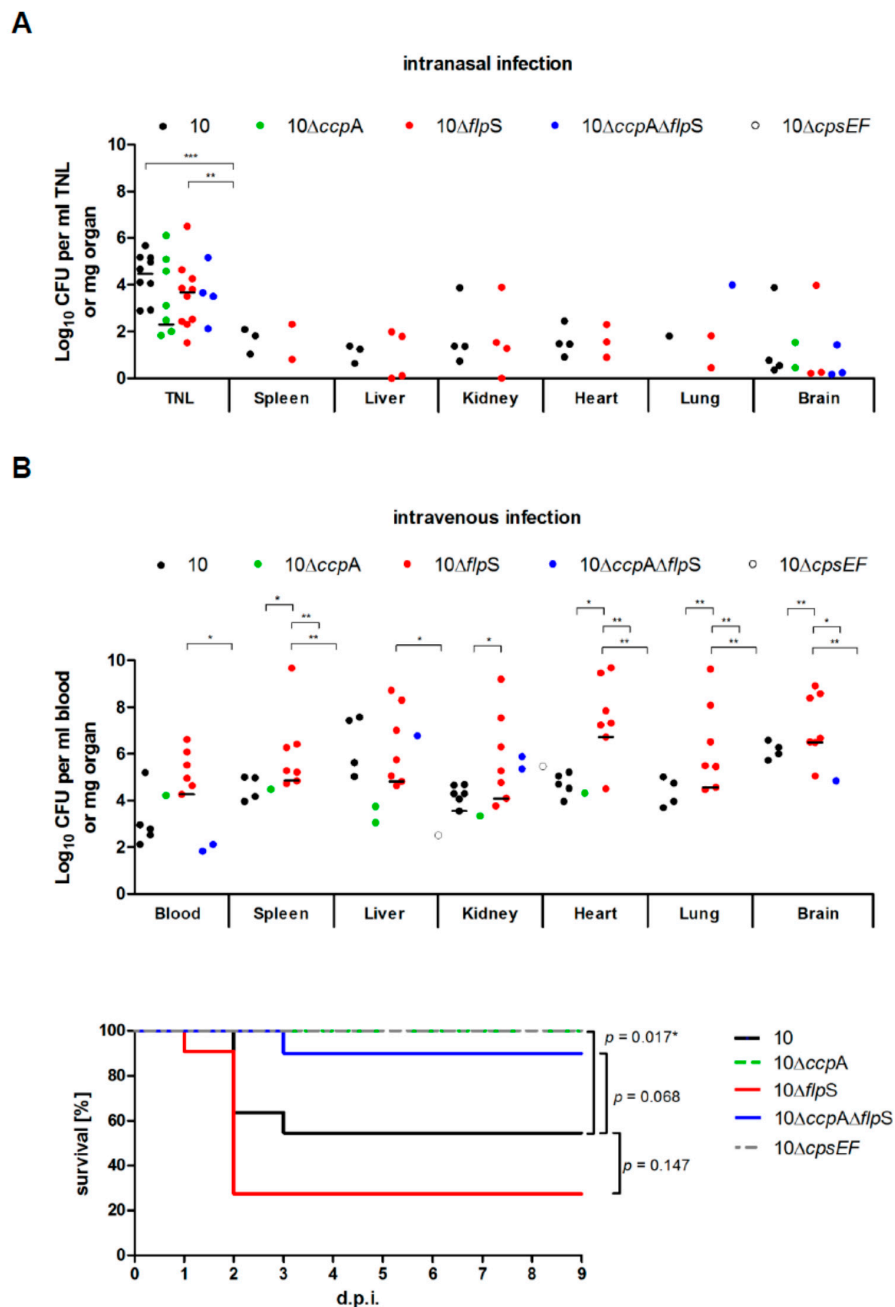 A
intranasal infection
10 10ΔccpA 10ΔflpS 10ΔccpAΔflpS 10ΔcpsEF
Log10 CFU per ml TNL
or mg organ
10
8
6
4
2
0
***
**
TNL Spleen Liver Kidney Heart Lung Brain
B
intravenous infection
10 10ΔccpA 10ΔflpS 10ΔccpAΔflpS 10ΔcpsEF
Log10 CFU per ml blood
or mg organ
10
8
6
4
2
0
* * ** ** * * * ** ** ** ** ** ** * **
Blood Spleen Liver Kidney Heart Lung Brain
survival [%]
100
80
60
40
20
0
0 1 2 3 4 5 6 7 8 9
d.p.i.
p = 0.017*
p = 0.068
p = 0.147
10
10ΔccpA
10ΔflpS
10ΔccpAΔflpS
10ΔcpsEF